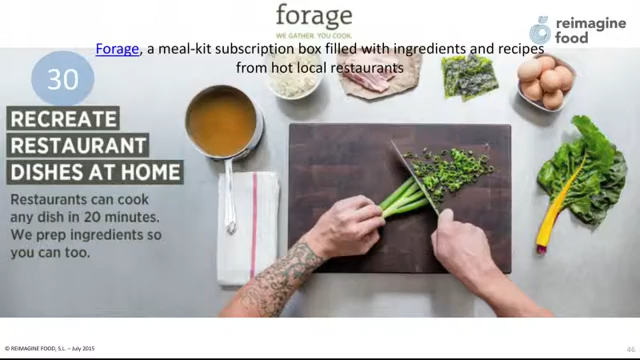 forage
WE GATHER. YOU COOK.
reimagine
food
Forage, a meal-kit subscription box filled with ingredients and recipes
from hot local restaurants
30
RECREATE
RESTAURANT
DISHES AT HOME
Restaurants can cook
any dish in 20 minutes.
We prep ingredients so
you can too.
© REIMAGINE FOOD, S.L. – July 2015
46